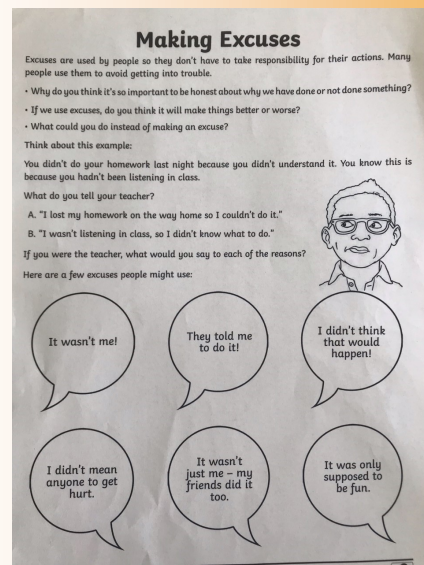 Making Excuses
Excuses are used by people so they don't have to take responsibility for their actions. Many
people use them to avoid getting into trouble.
• Why do you think it's so important to be honest about why we have done or not done something?
• If we use excuses, do you think it will make things better or worse?
• What could you do instead of making an excuse?
Think about this example:
You didn't do your homework last night because you didn't understand it. You know this is
because you hadn't been listening in class.
What do you tell your teacher?
A. "I lost my homework on the way home so I couldn't do it."
B. "I wasn't listening in class, so I didn't know what to do."
If you were the teacher, what would you say to each of the reasons?
Here are a few excuses people might use:
It wasn't me!
They told me
to do it!
I didn't think
that would
happen!
I didn't mean
anyone to get
hurt.
It wasn't
just me – my
friends did it
too.
It was only
supposed to
be fun.